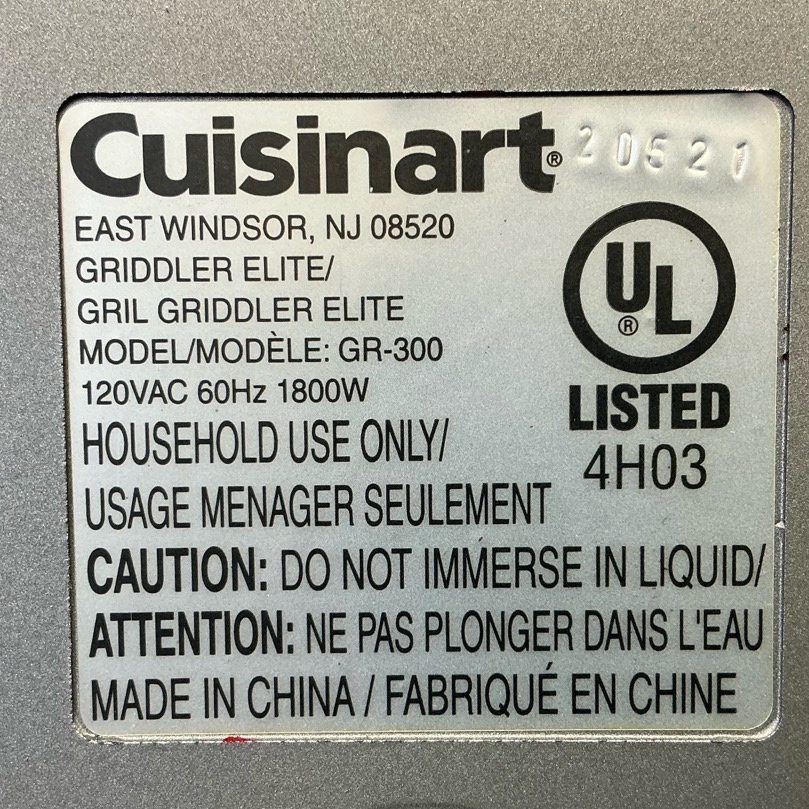 Cuisinart® 20521
EAST WINDSOR, NJ 08520
GRIDDLER ELITE/
GRIL GRIDDLER ELITE
MODEL/MODÈLE: GR-300
120VAC 60Hz 1800W
HOUSEHOLD USE ONLY/
USAGE MENAGER SEULEMENT
CAUTION: DO NOT IMMERSE IN LIQUID/
ATTENTION: NE PAS PLONGER DANS L'EAU
MADE IN CHINA / FABRIQUÉ EN CHINE
UL®
LISTED
4H03